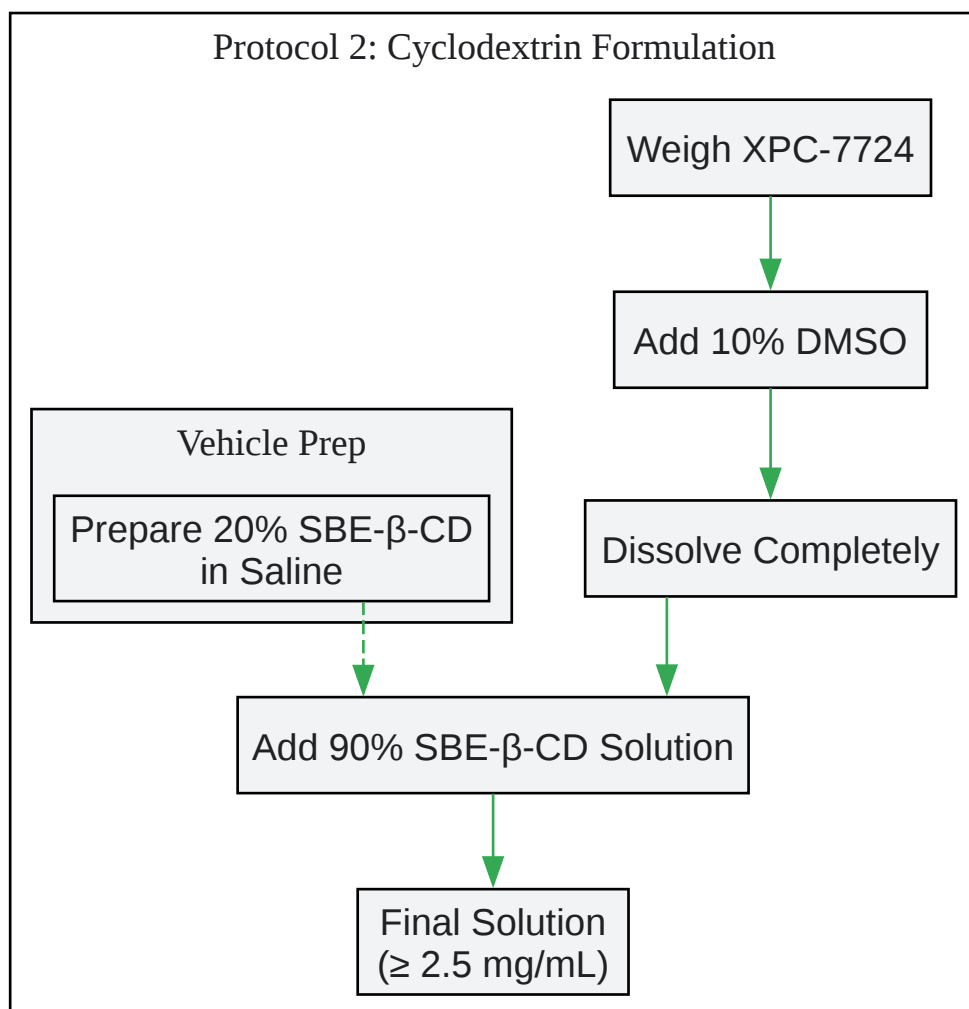 Protocol 2: Cyclodextrin Formulation
Weigh XPC-7724
Add 10% DMSO
Vehicle Prep
Prepare 20% SBE-β-CD
in Saline
Dissolve Completely
Add 90% SBE-β-CD Solution
Final Solution
(≥ 2.5 mg/mL)